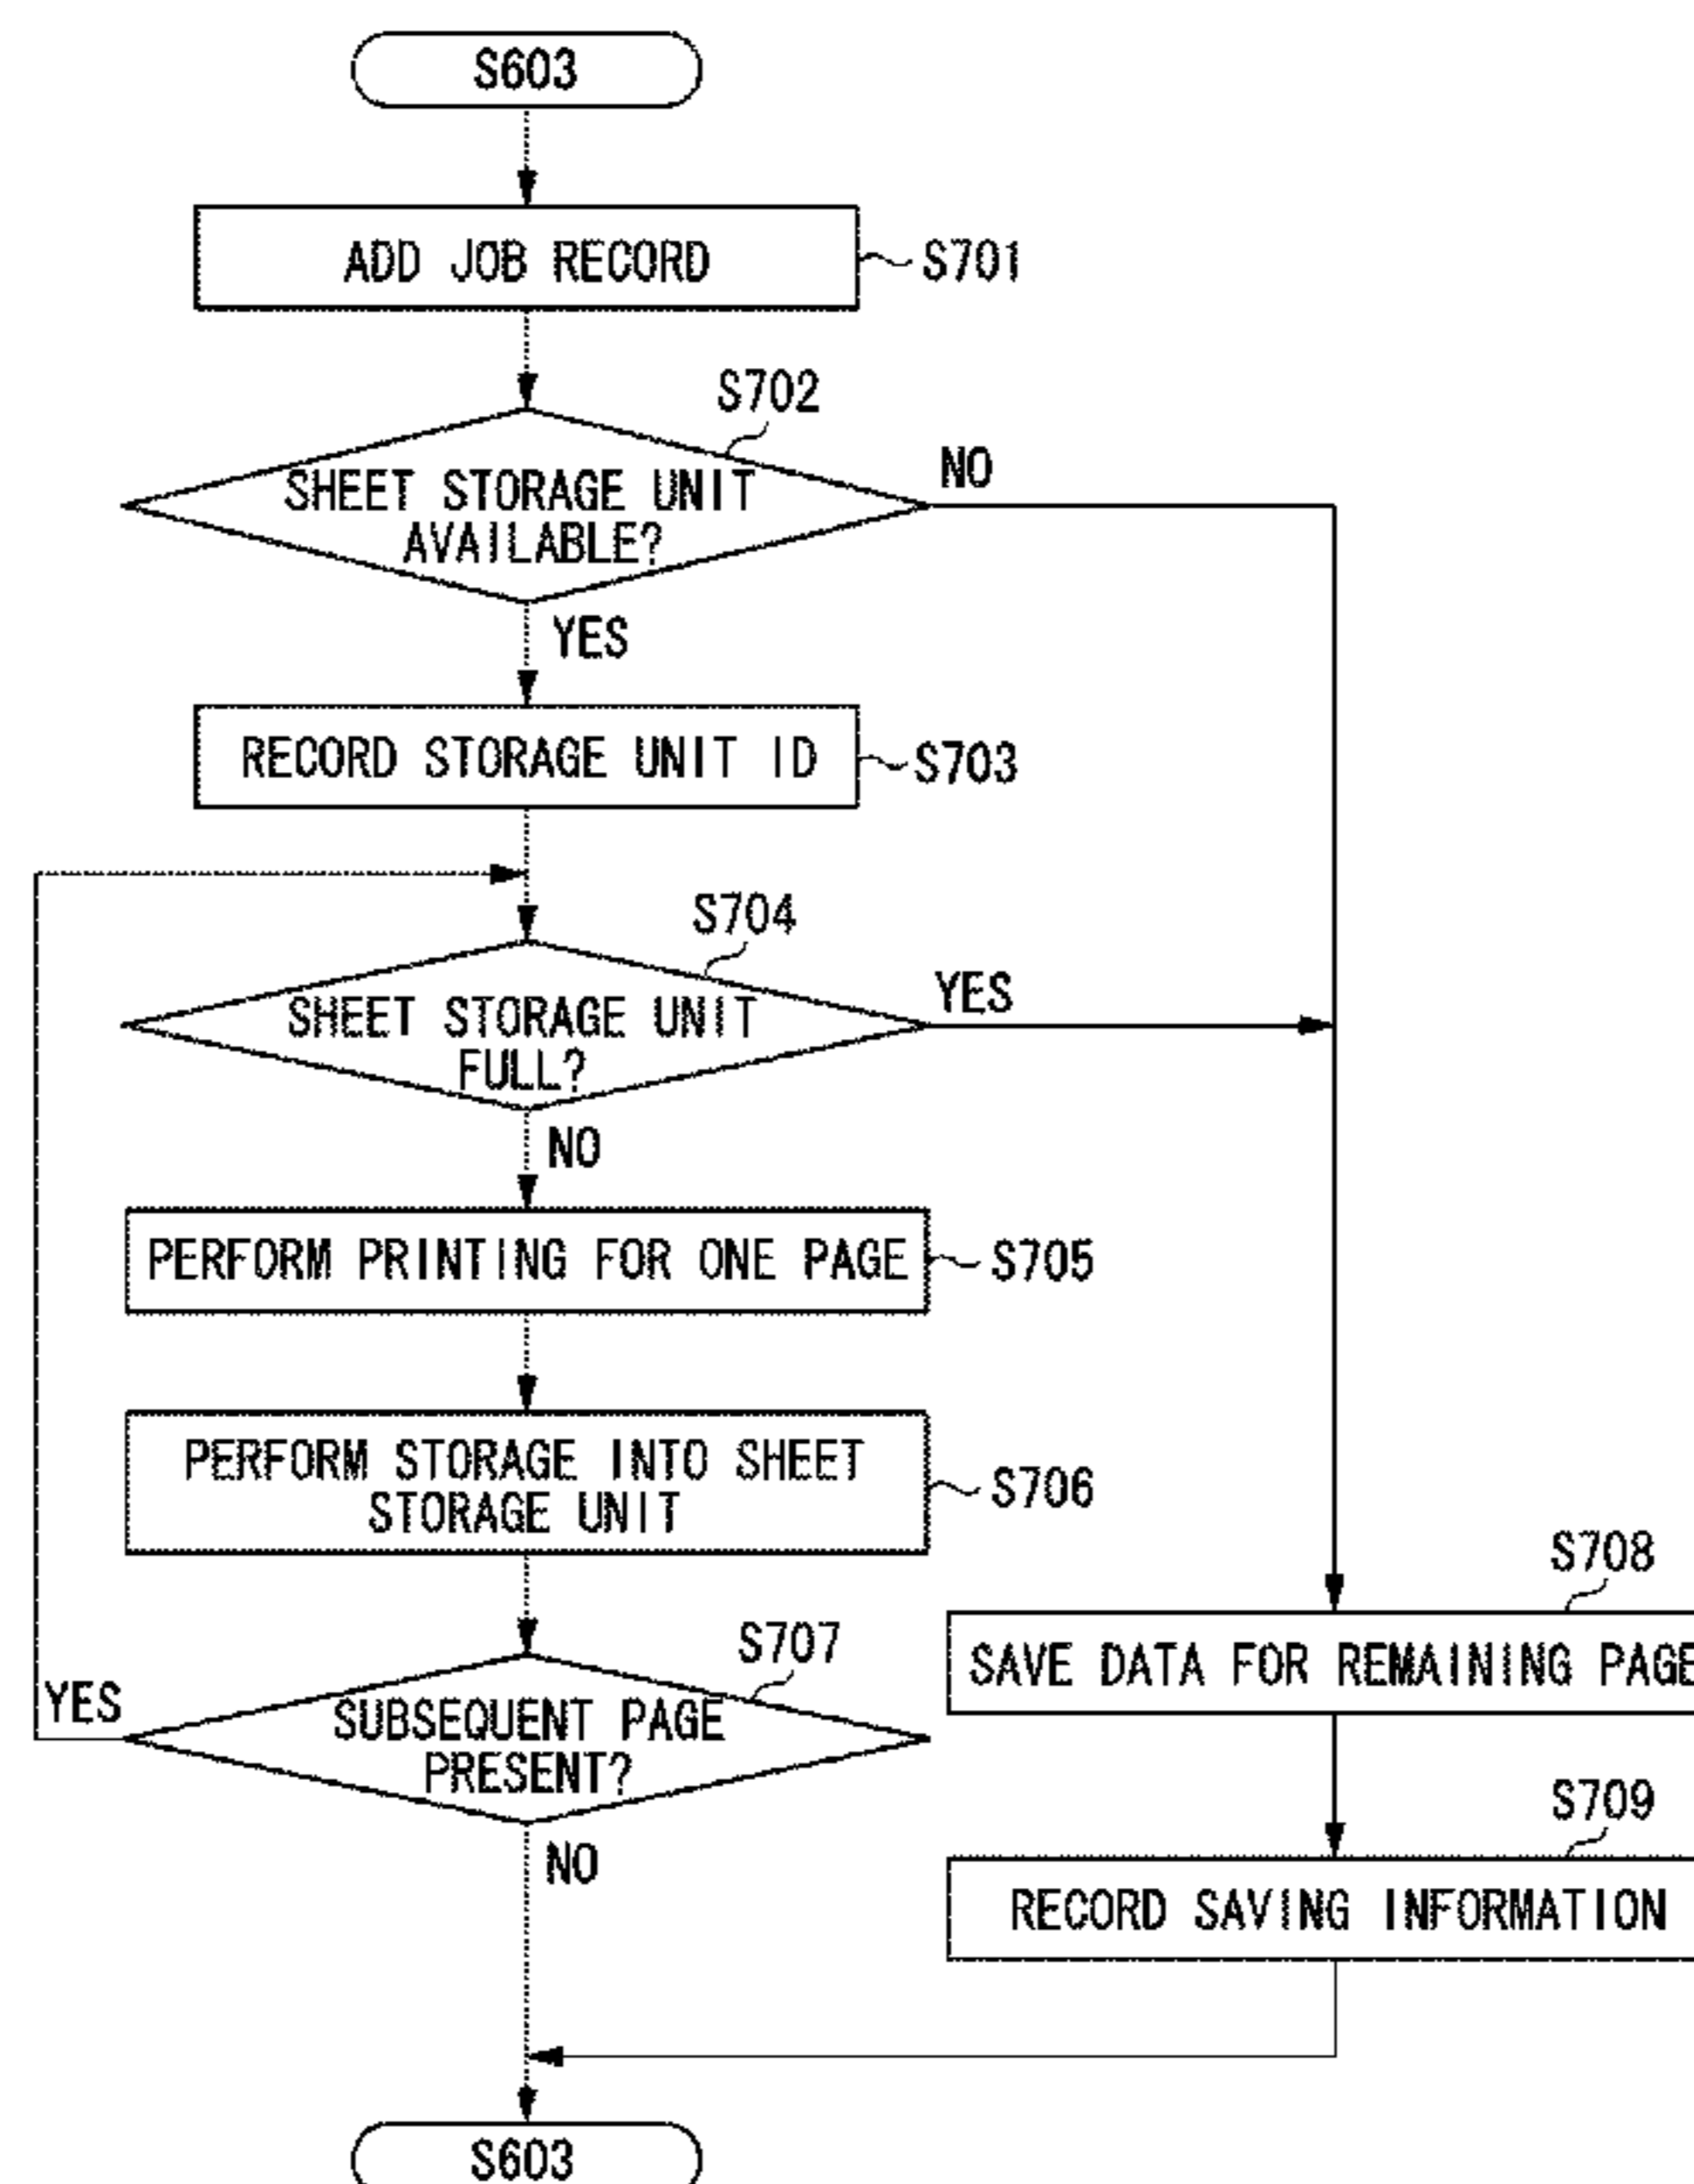 S603
ADD JOB RECORD
S701
S702
SHEET STORAGE UNIT
AVAILABLE?
NO
YES
RECORD STORAGE UNIT ID
S703
S704
SHEET STORAGE UNIT
FULL?
YES
NO
PERFORM PRINTING FOR ONE PAGE
S705
PERFORM STORAGE INTO SHEET
STORAGE UNIT
S706
S707
SUBSEQUENT PAGE
PRESENT?
YES
NO
S708
SAVE DATA FOR REMAINING PAGE
S709
RECORD SAVING INFORMATION
S603